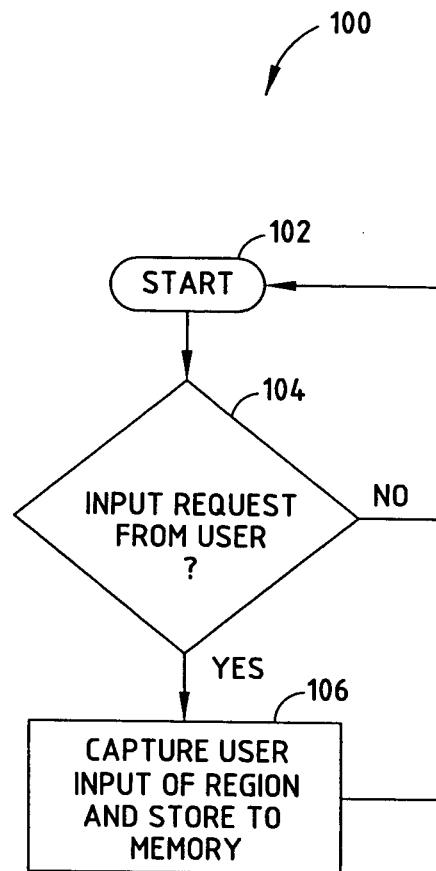 100
102
START
104
INPUT REQUEST
FROM USER
?
NO
YES
106
CAPTURE USER
INPUT OF REGION
AND STORE TO
MEMORY